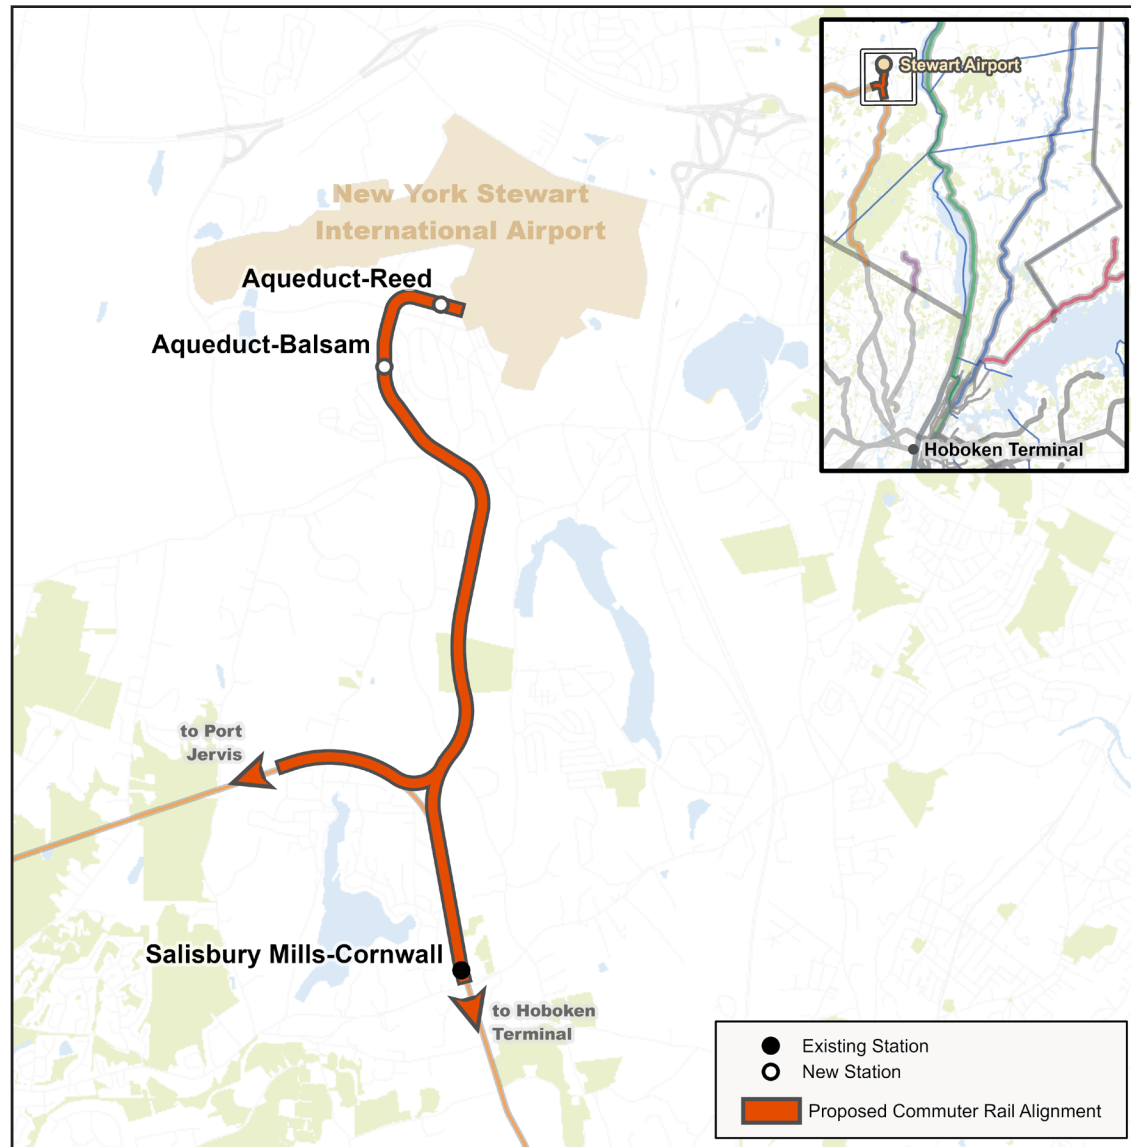 Stewart Airport
Hoboken Terminal
New York Stewart
International Airport
Aqueduct-Reed
Aqueduct-Balsam
to Port
Jervis
Salisbury Mills-Cornwall
to Hoboken
Terminal
Existing Station
New Station
Proposed Commuter Rail Alignment